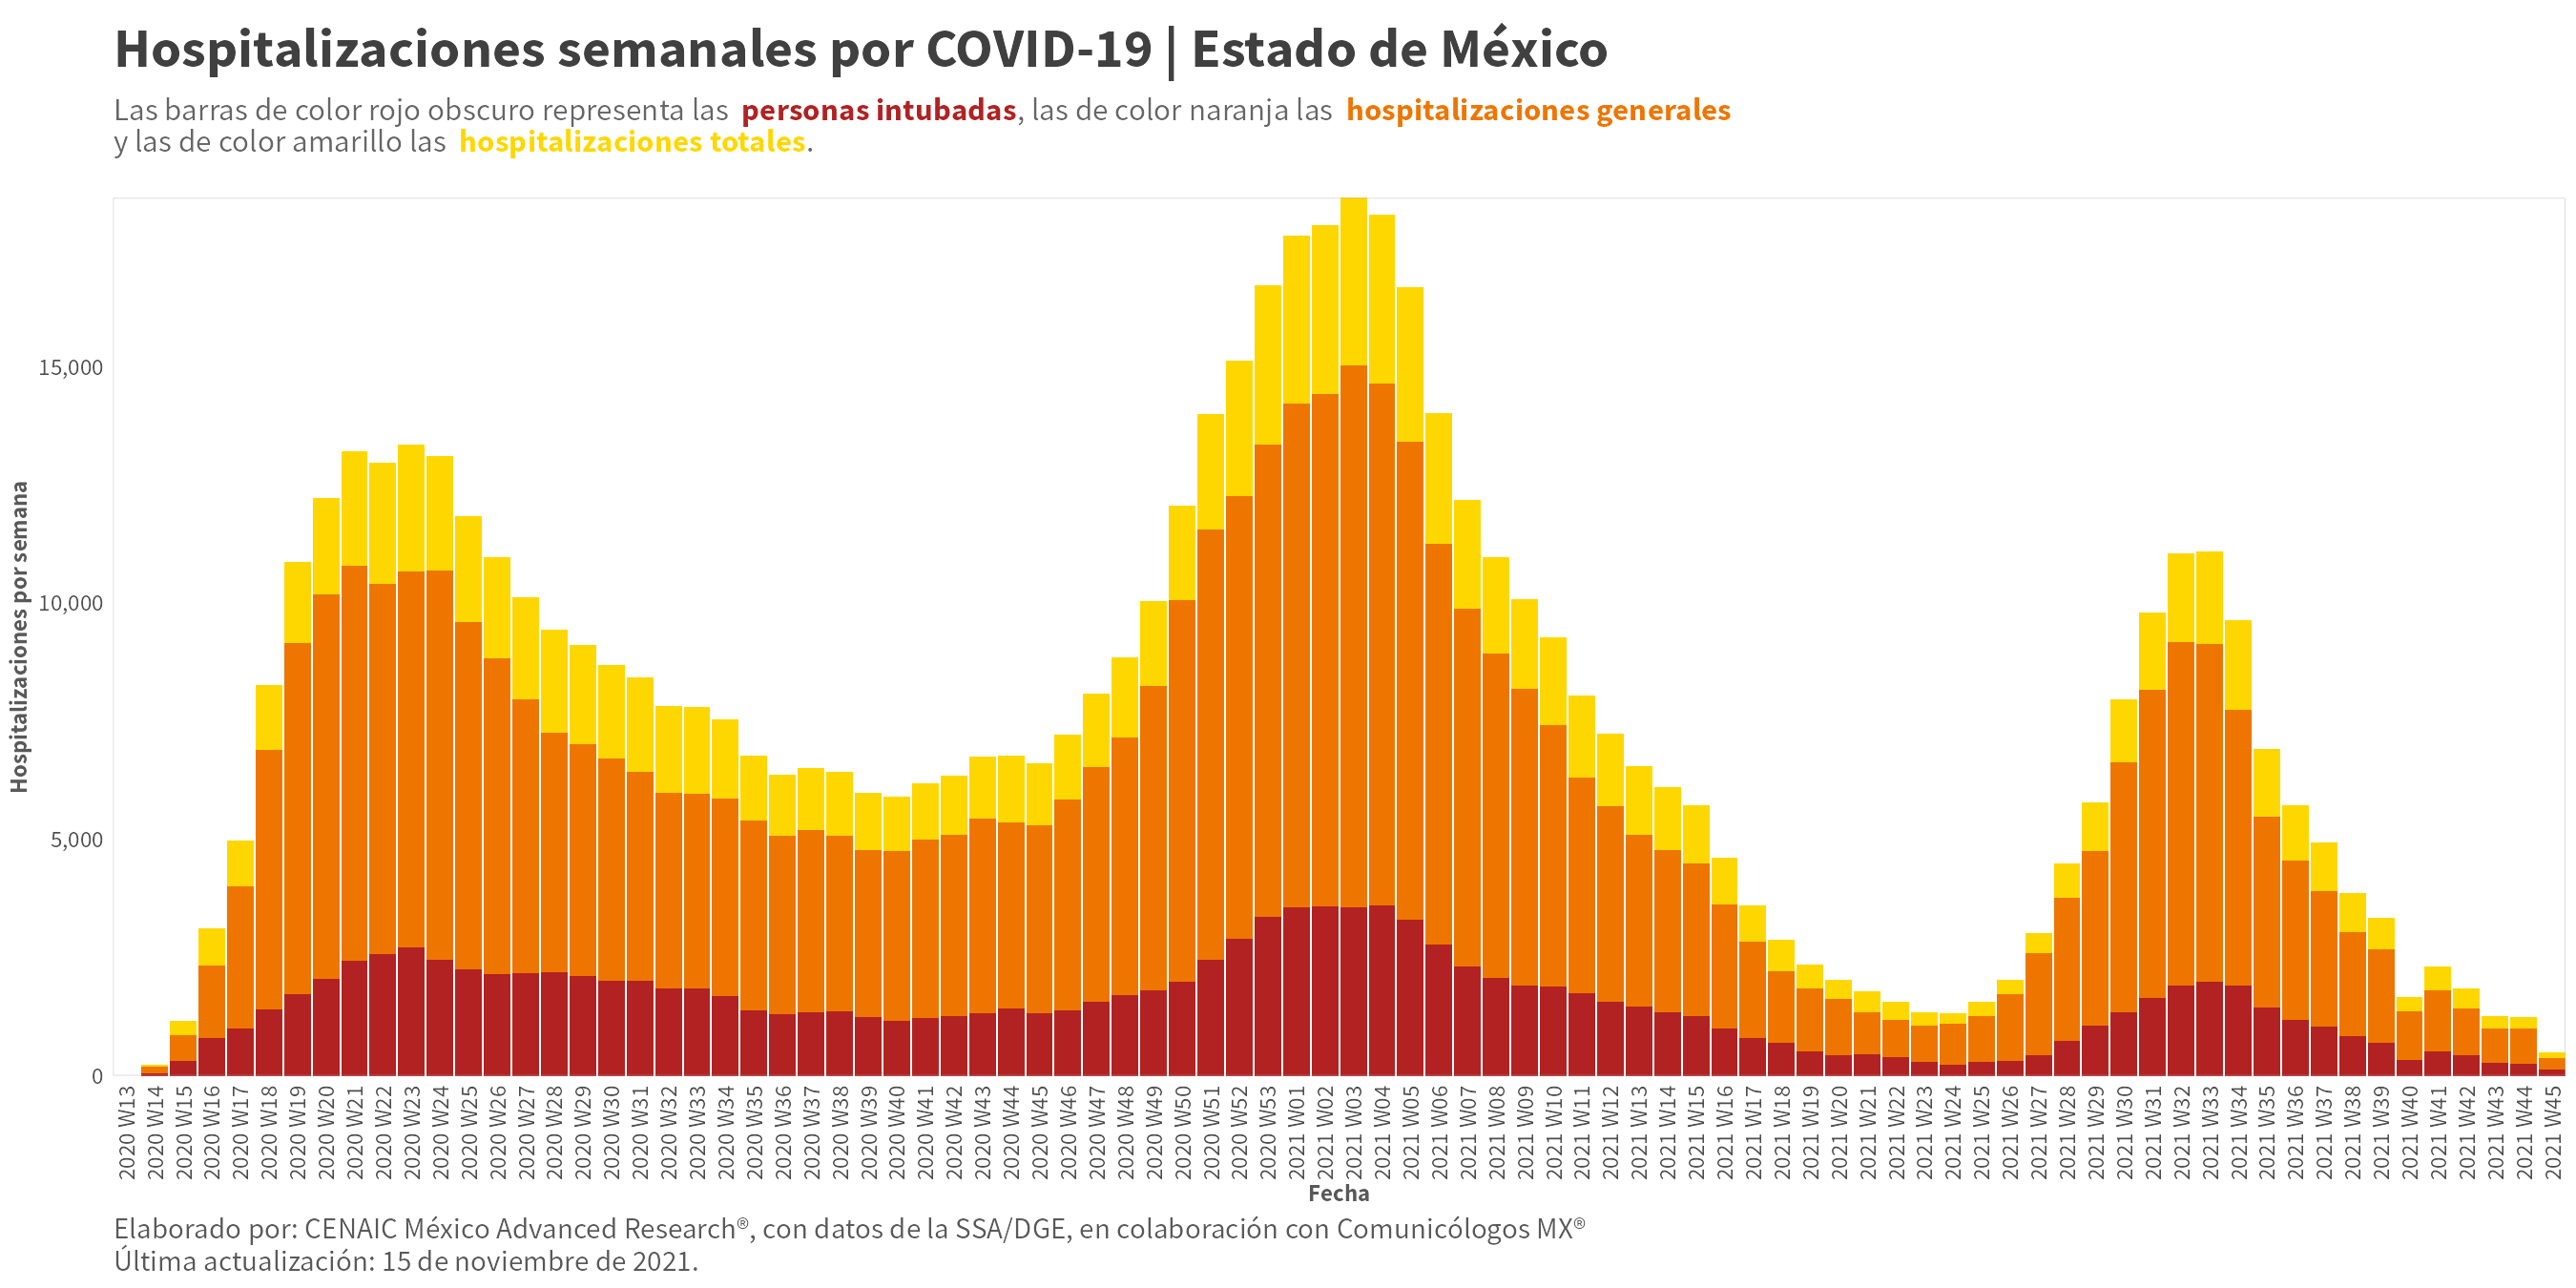 Hospitalizaciones semanales por COVID-19 | Estado de México
Las barras de color rojo obscuro representa las personas intubadas, las de color naranja las hospitalizaciones generales
y las de color amarillo las hospitalizaciones totales.
Hospitalizaciones por semana
15,000
10,000
5,000
0
2020 W13
2020 W14
2020 W15
2020 W16
2020 W17
2020 W18
2020 W19
2020 W20
2020 W21
2020 W22
2020 W23
2020 W24
2020 W25
2020 W26
2020 W27
2020 W28
2020 W29
2020 W30
2020 W31
2020 W32
2020 W33
2020 W34
2020 W35
2020 W36
2020 W37
2020 W38
2020 W39
2020 W40
2020 W41
2020 W42
2020 W43
2020 W44
2020 W45
2020 W46
2020 W47
2020 W48
2020 W49
2020 W50
2020 W51
2020 W52
2020 W53
2021 W01
2021 W02
2021 W03
2021 W04
2021 W05
2021 W06
2021 W07
2021 W08
2021 W09
2021 W10
2021 W11
2021 W12
2021 W13
2021 W14
2021 W15
2021 W16
2021 W17
2021 W18
2021 W19
2021 W20
2021 W21
2021 W22
2021 W23
2021 W24
2021 W25
2021 W26
2021 W27
2021 W28
2021 W29
2021 W30
2021 W31
2021 W32
2021 W33
2021 W34
2021 W35
2021 W36
2021 W37
2021 W38
2021 W39
2021 W40
2021 W41
2021 W42
2021 W43
2021 W44
2021 W45
Fecha
Elaborado por: CENAIC México Advanced Research®, con datos de la SSA/DGE, en colaboración con Comunicólogos MX®
Última actualización: 15 de noviembre de 2021.